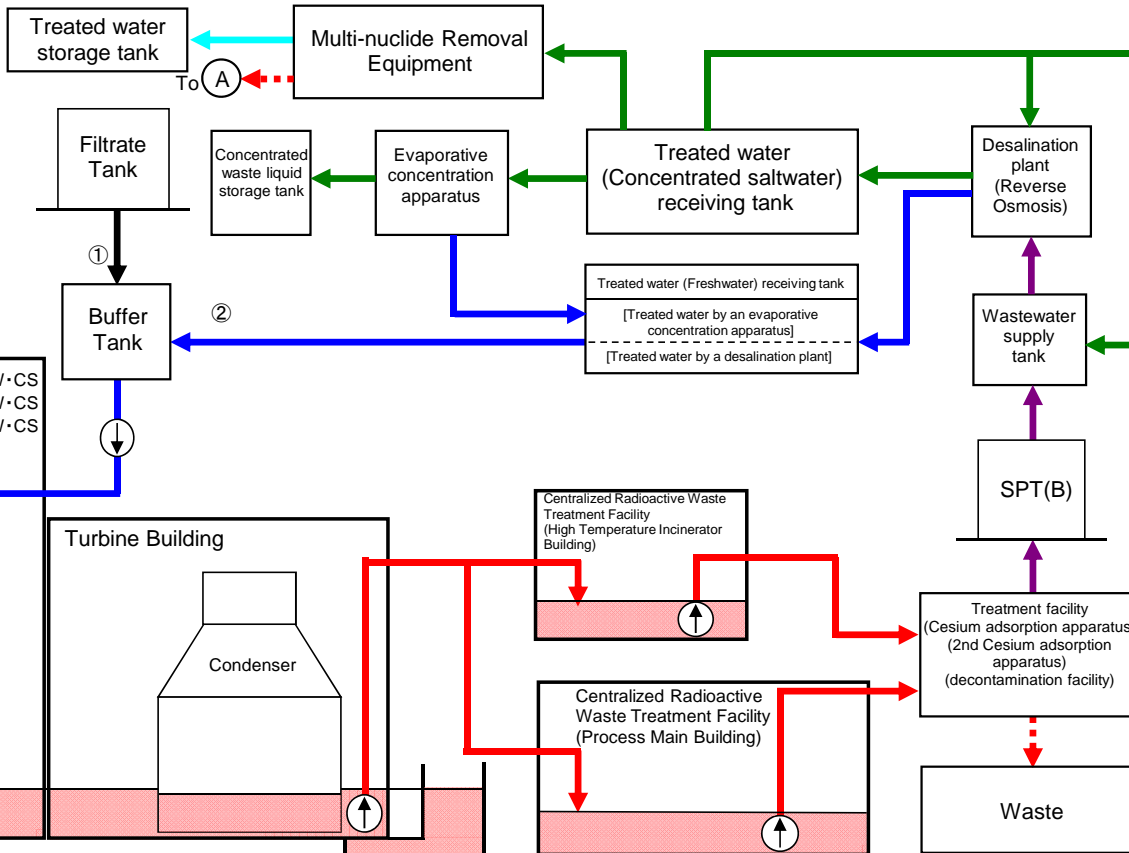 Treated water
storage tank
Multi-nuclide Removal
Equipment
To
A
Filtrate
Tank
Concentrated
waste liquid
storage tank
Evaporative
concentration
apparatus
Treated water
(Concentrated saltwater)
receiving tank
Desalination
plant
(Reverse
Osmosis)
①
Buffer
Tank
②
Treated water (Freshwater) receiving tank
[Treated water by an evaporative
concentration apparatus]
[Treated water by a desalination plant]
Wastewater
supply
tank
・CS
・CS
・CS
SPT(B)
Turbine Building
Condenser
Centralized Radioactive Waste
Treatment Facility
(High Temperature Incinerator
Building)
Treatment facility
(Cesium adsorption apparatus
(2nd Cesium adsorption
apparatus)
(decontamination facility)
Centralized Radioactive
Waste Treatment Facility
(Process Main Building)
Waste